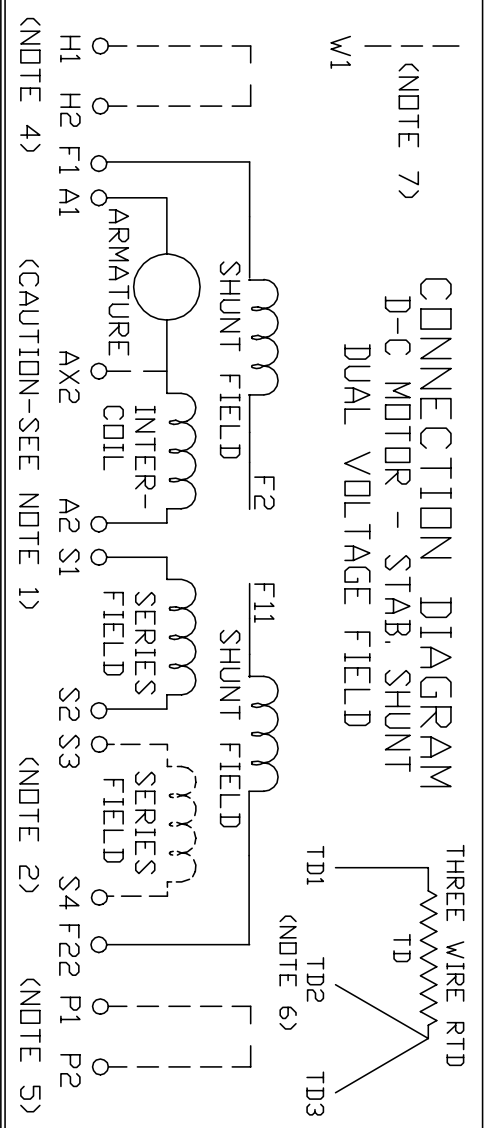 CONNECTION DIAGRAM
D-C MOTOR - STAB. SHUNT
DUAL VOLTAGE FIELD
W1
(NOTE 7)
THREE WIRE RTD
TD
TD1 TD2 TD3
(NOTE 6)
F2 F11
SHUNT FIELD SHUNT FIELD
ARMATURE
INTER-
COIL
SERIES
FIELD
SERIES
FIELD
H1 H2 F1 A1 AX2 A2 S1 S2 S3 S4 F22 P1 P2
(NOTE 4) (CAUTION-SEE NOTE 1) (NOTE 2) (NOTE 5)